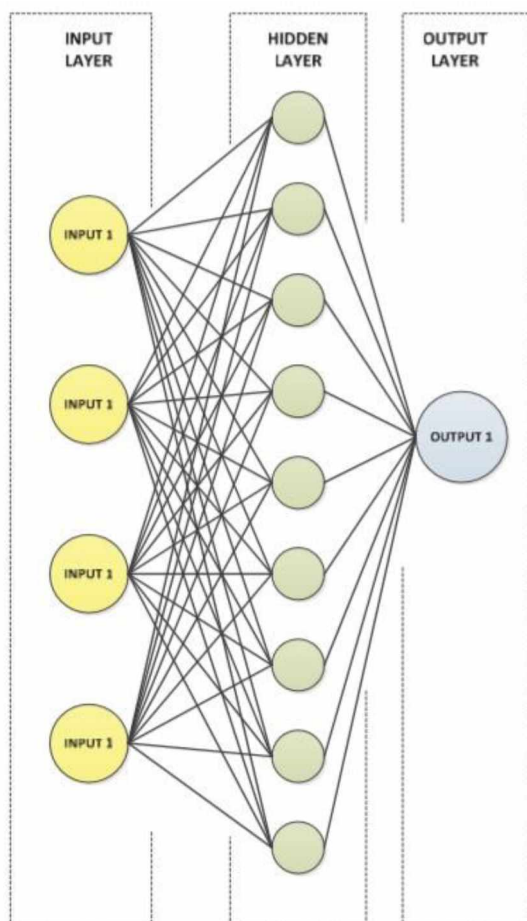 INPUT
LAYER
HIDDEN
LAYER
OUTPUT
LAYER
INPUT 1
INPUT 1
OUTPUT 1
INPUT 1
INPUT 1